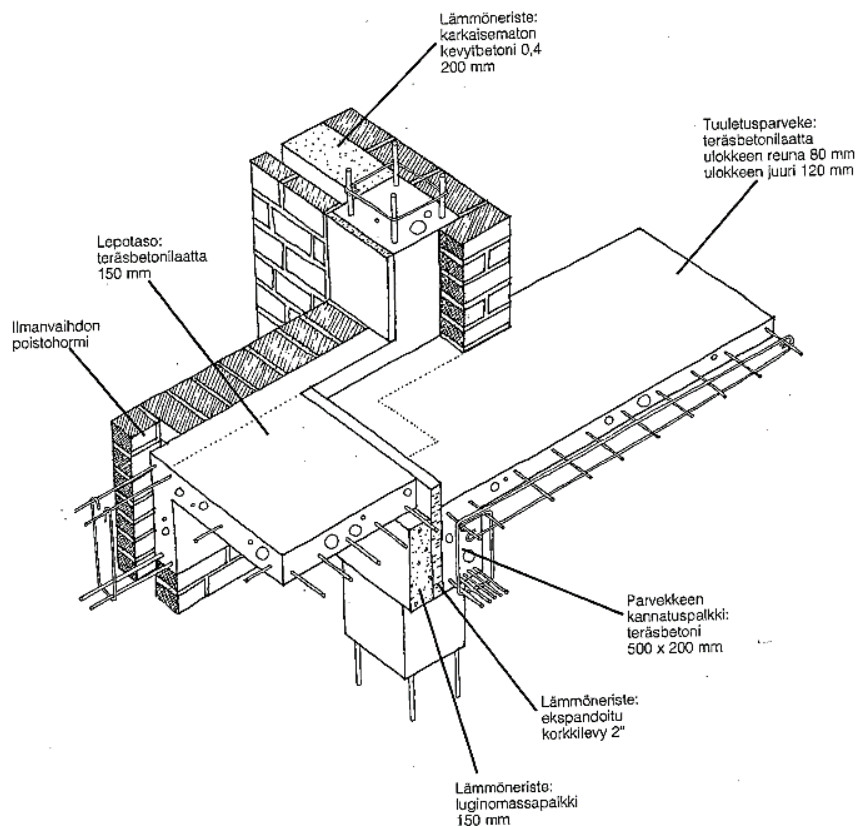 Lämmöneriste:
karkaisematon
kevytbetoni 0,4
200 mm
Tuuletusparveke:
teräsbetonilaatta
ulokkeen reuna 80 mm
ulokkeen juuri 120 mm
Lepotaso:
teräsbetonilaatta
150 mm
Ilmanvaihdon
poistohormi
Parvekkeen
kannatuspalkki:
teräsbetoni
500 x 200 mm
Lämmöneriste:
ekspandoitu
korkkilevy 2"
Lämmöneriste:
luginomassapaikki
150 mm